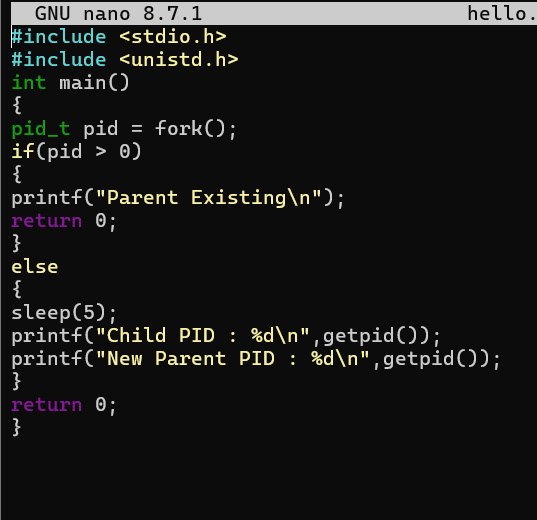 GNU nano 8.7.1 hello.
#include <stdio.h>
#include <unistd.h>
int main()
{
pid_t pid = fork();
if(pid > 0)
{
printf("Parent Existing\n");
return 0;
}
else
{
sleep(5);
printf("Child PID : %d\n",getpid());
printf("New Parent PID : %d\n",getpid());
}
return 0;
}